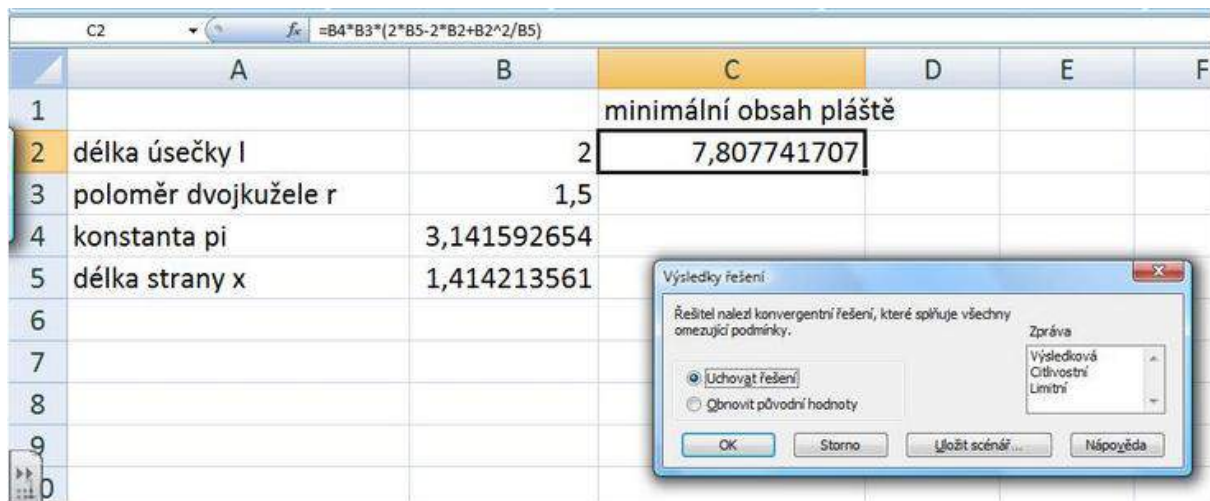 C2 fx =B4*B3*(2*B5-2*B2+B2^2/B5)
A B C D E F
1 minimální obsah pláště
2 délka úsečky l 2 7,807741707
3 poloměr dvojkužele r 1,5
4 konstanta pi 3,141592654
5 délka strany x 1,414213561
6
7
8
9
Výsledky řešení
Řešitel nalezl konvergentní řešení, které splňuje všechny
omezující podmínky.
Zpráva
Výsledková
Citlivostní
Limitní
Uchovat řešení
Obnovit původní hodnoty
OK Storno Uložit scénář... Nápověda